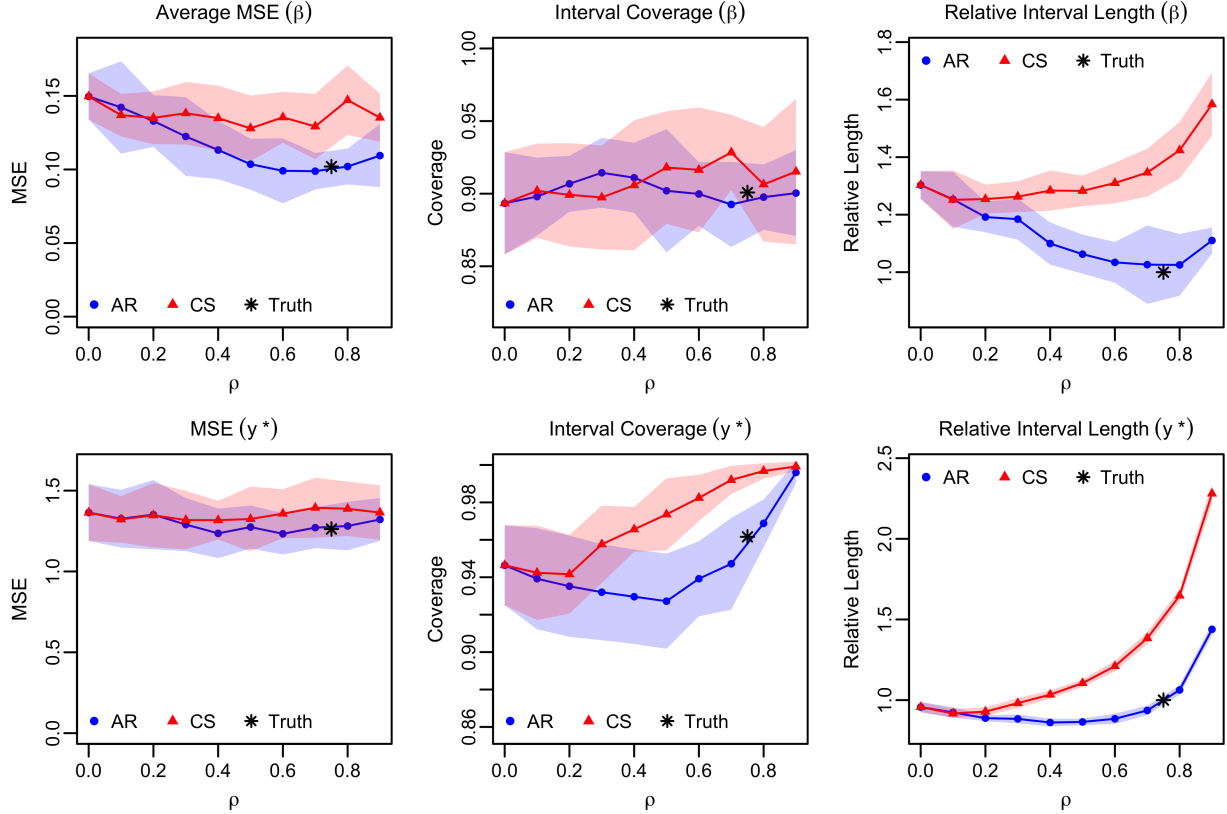 Average MSE (β)
MSE
0.00
0.05
0.10
0.15
AR
CS
Truth
0.0
0.2
0.4
0.6
0.8
ρ
Interval Coverage (β)
Coverage
0.85
0.90
0.95
1.00
AR
CS
Truth
0.0
0.2
0.4
0.6
0.8
ρ
Relative Interval Length (β)
Relative Length
1.0
1.2
1.4
1.6
1.8
AR
CS
Truth
0.0
0.2
0.4
0.6
0.8
ρ
MSE (y *)
MSE
0.0
0.5
1.0
1.5
AR
CS
Truth
0.0
0.2
0.4
0.6
0.8
ρ
Interval Coverage (y *)
Coverage
0.86
0.90
0.94
0.98
AR
CS
Truth
0.0
0.2
0.4
0.6
0.8
ρ
Relative Interval Length (y *)
Relative Length
1.0
1.5
2.0
2.5
AR
CS
Truth
0.0
0.2
0.4
0.6
0.8
ρ